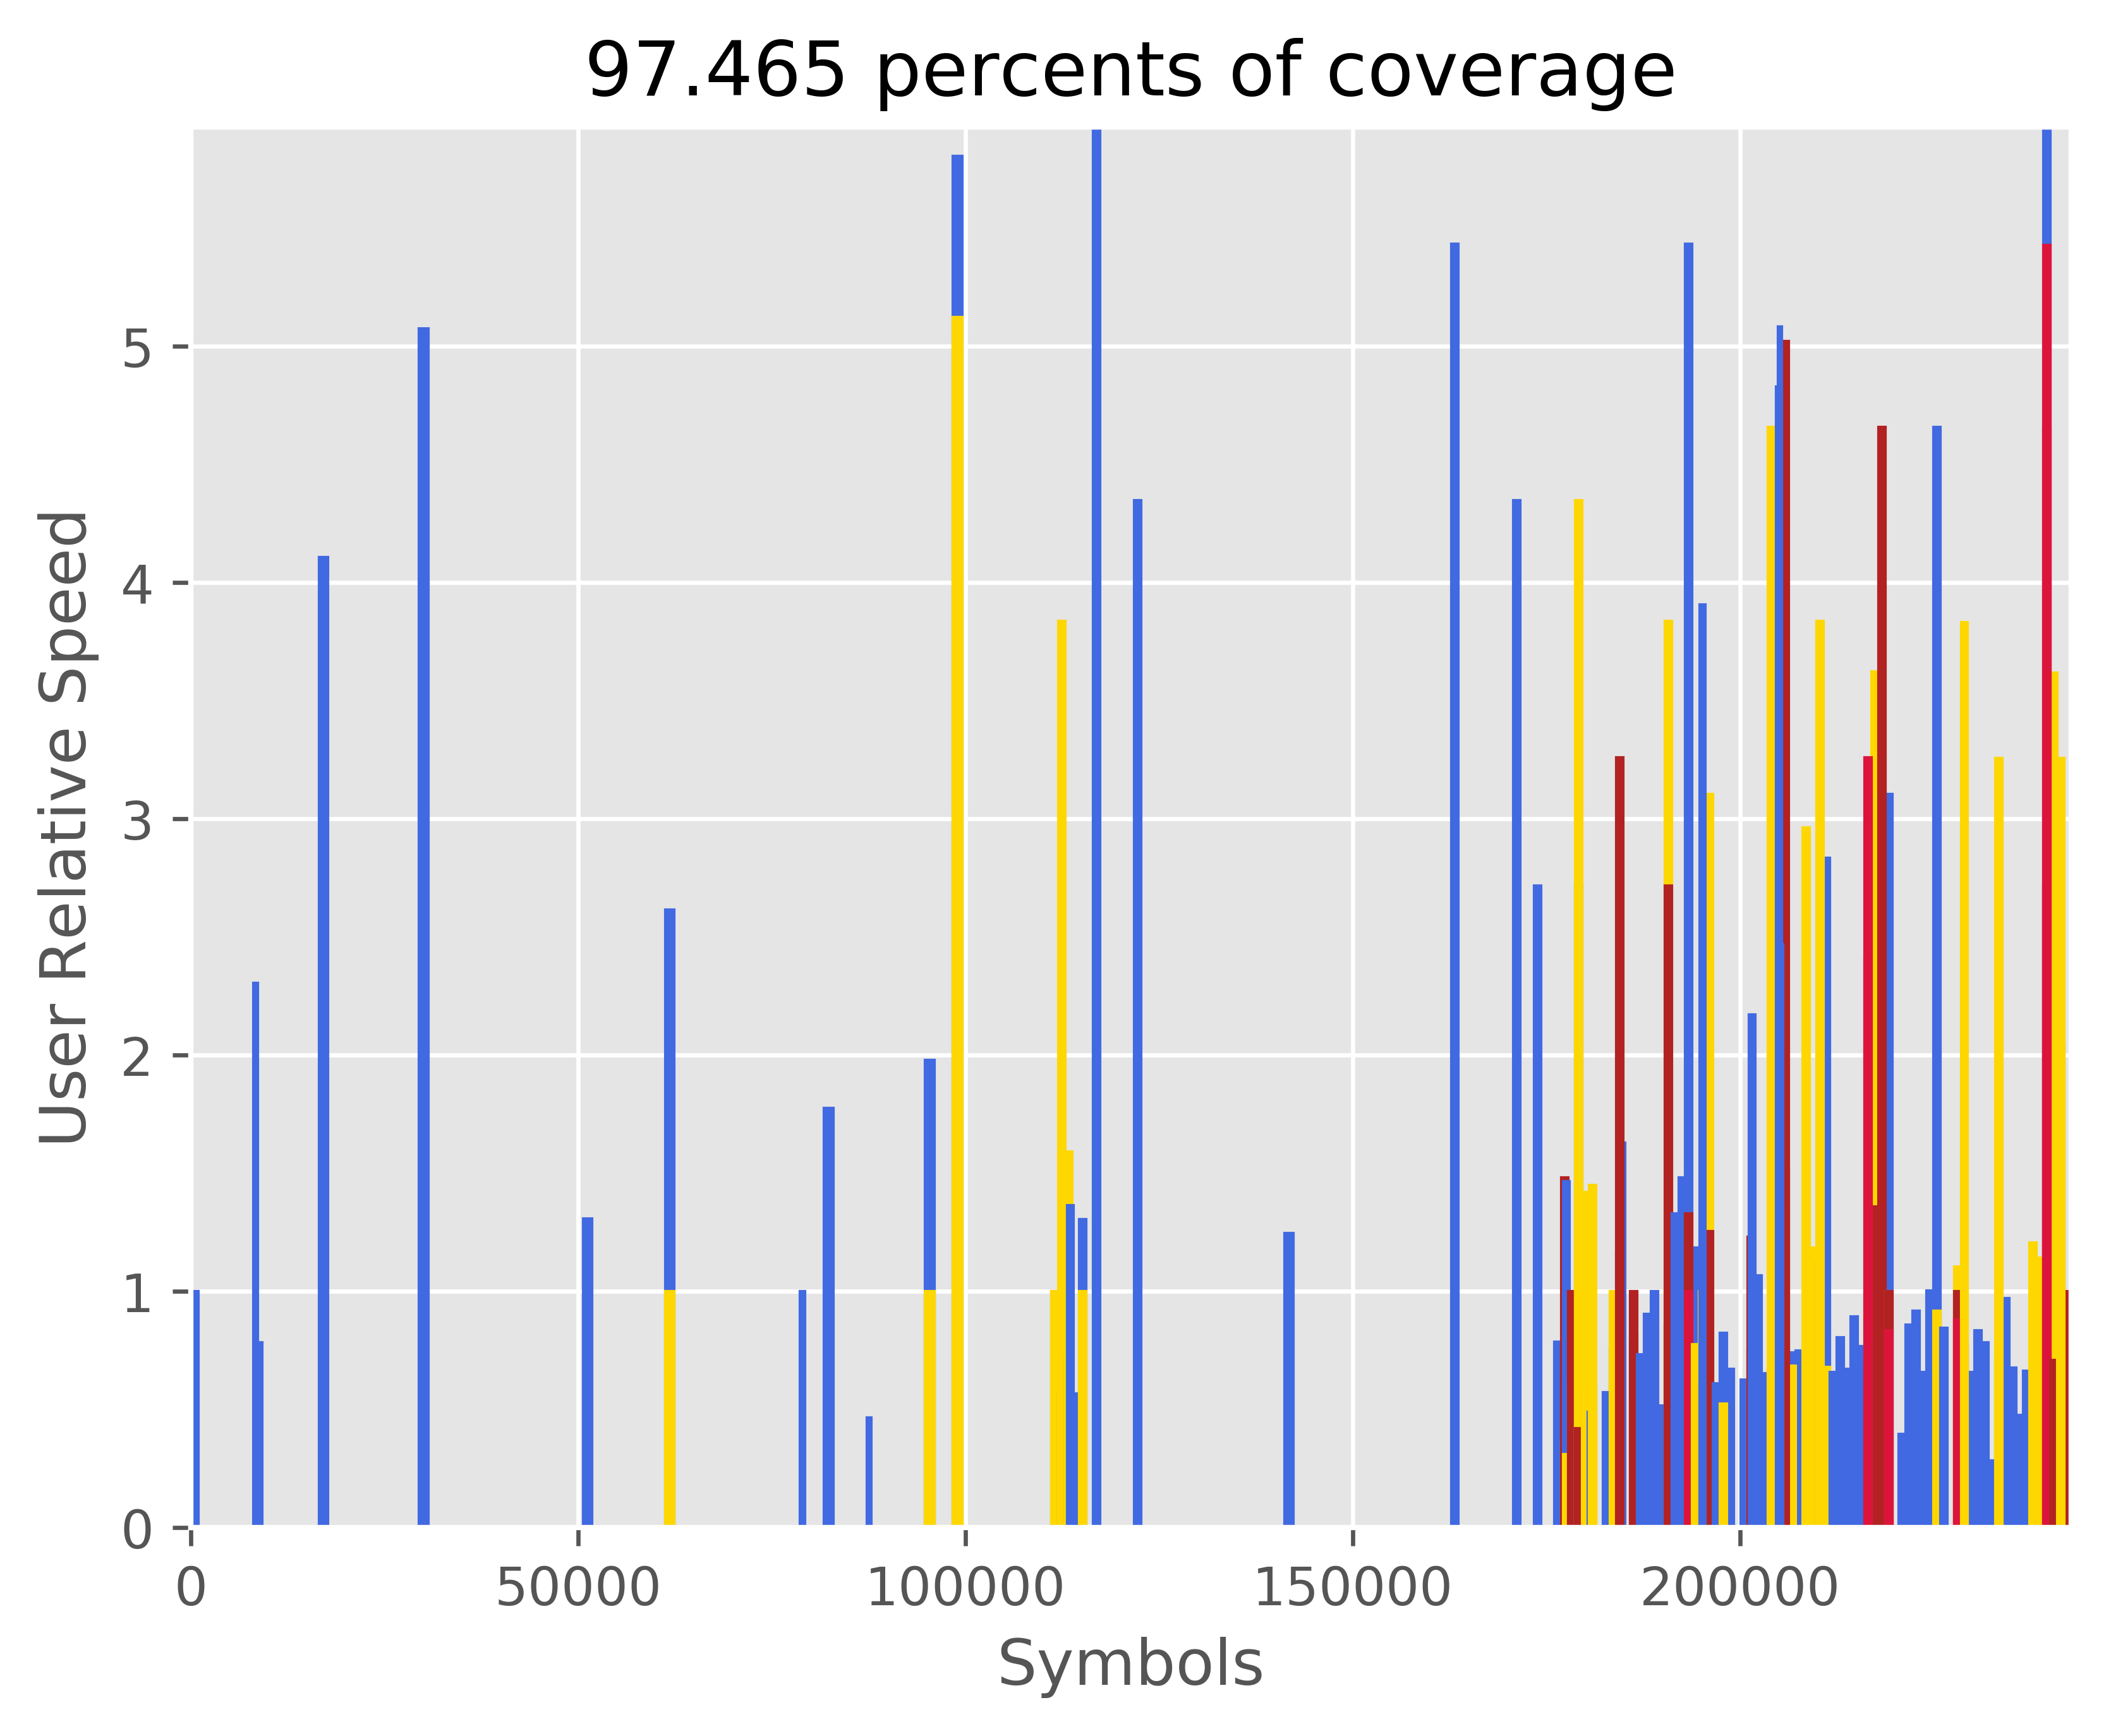 97.465 percents of coverage
User Relative Speed
5
4
3
2
1
0
0 50000 100000 150000 200000
Symbols